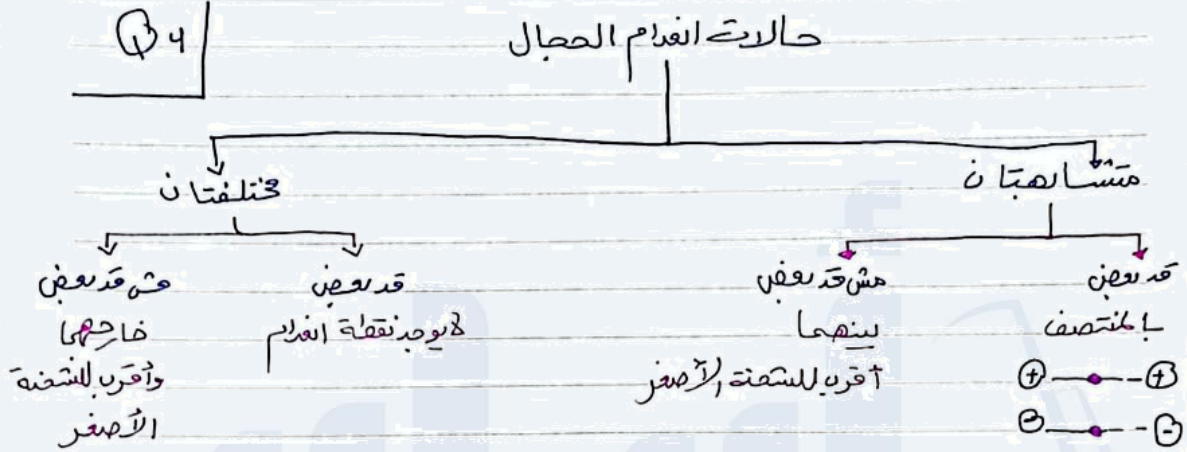 Q4
حالات انعدام المجال
متشابهتان
مختلفتان
قد بعض
بالمنتصف
+ +
- -
مش قد بعض
بينهما
أقرب للشحنة الأصغر
قد بعض
لا يوجد نقطة انعدام
مش قد بعض
خارجهما
وأقرب للشحنة
الأصغر